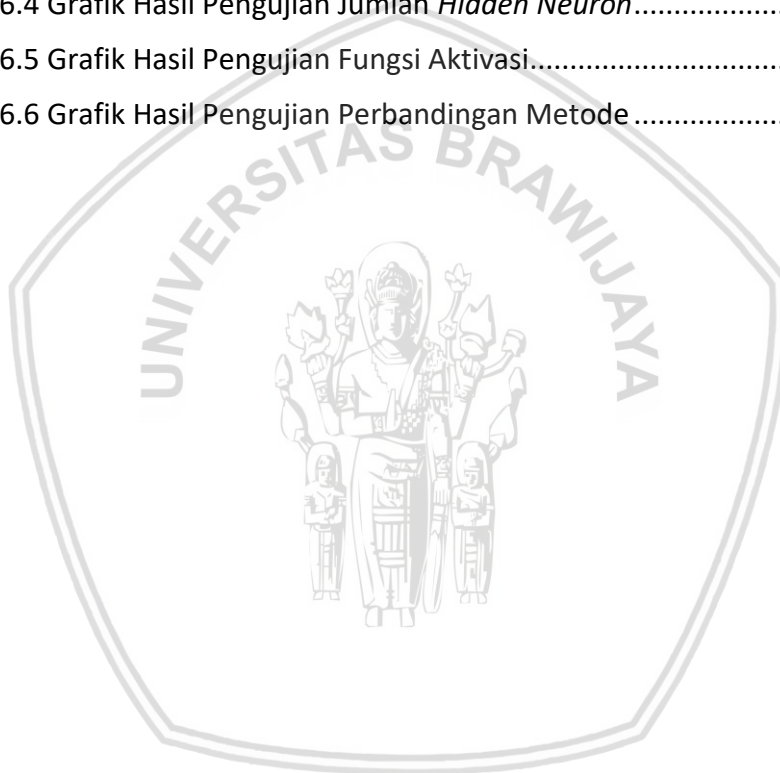 6.4 Grafik Hasil Pengujian Jumlah Hidden Neuron....................
6.5 Grafik Hasil Pengujian Fungsi Aktivasi................................
6.6 Grafik Hasil Pengujian Perbandingan Metode...................
UNIVERSITAS BRAWIJAYA